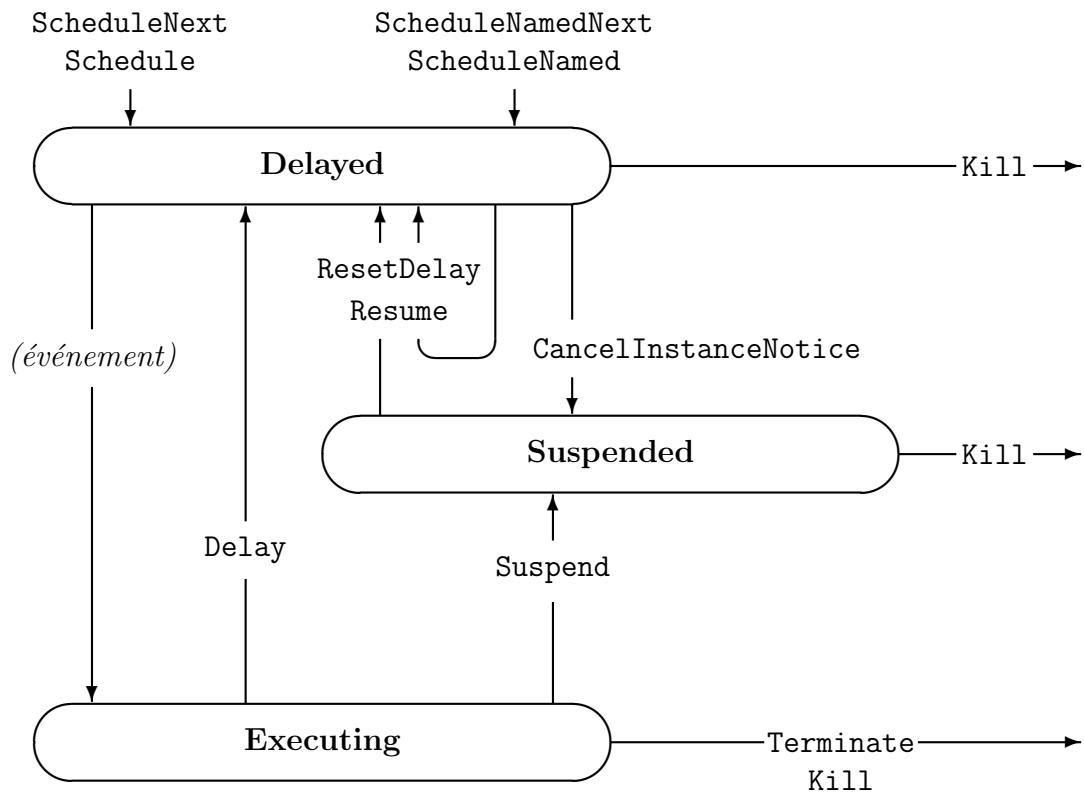 ScheduleNext
Schedule
ScheduleNamedNext
ScheduleNamed
Delayed
Kill
ResetDelay
Resume
(événement)
CancelInstanceNotice
Suspended
Kill
Delay
Suspend
Executing
Terminate
Kill